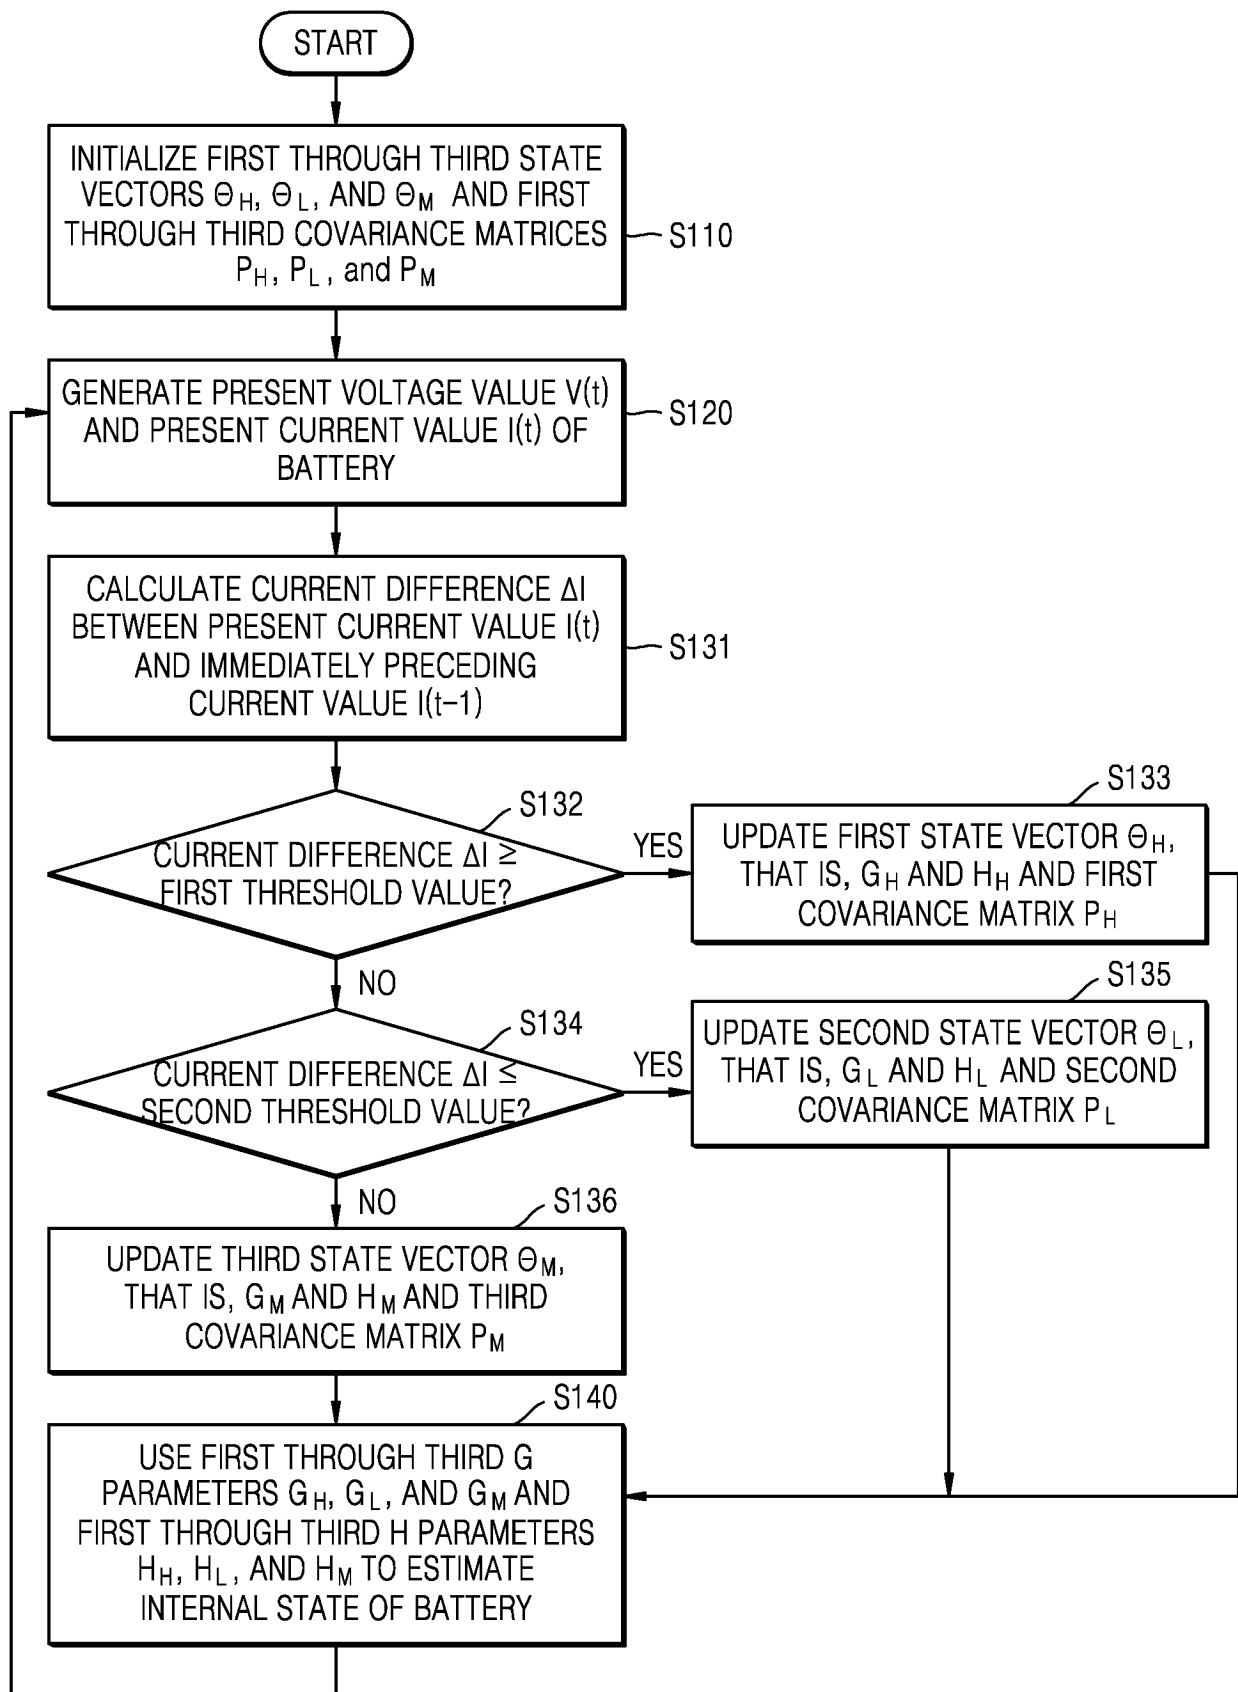 START
INITIALIZE FIRST THROUGH THIRD STATE
VECTORS ΘH, ΘL, AND ΘM AND FIRST
THROUGH THIRD COVARIANCE MATRICES
PH, PL, and PM
S110
GENERATE PRESENT VOLTAGE VALUE V(t)
AND PRESENT CURRENT VALUE I(t) OF
BATTERY
S120
CALCULATE CURRENT DIFFERENCE ΔI
BETWEEN PRESENT CURRENT VALUE I(t)
AND IMMEDIATELY PRECEDING
CURRENT VALUE I(t-1)
S131
S132
CURRENT DIFFERENCE ΔI ≥
FIRST THRESHOLD VALUE?
YES
NO
S133
UPDATE FIRST STATE VECTOR ΘH,
THAT IS, GH AND HH AND FIRST
COVARIANCE MATRIX PH
S134
CURRENT DIFFERENCE ΔI ≤
SECOND THRESHOLD VALUE?
YES
NO
S135
UPDATE SECOND STATE VECTOR ΘL,
THAT IS, GL AND HL AND SECOND
COVARIANCE MATRIX PL
S136
UPDATE THIRD STATE VECTOR ΘM,
THAT IS, GM AND HM AND THIRD
COVARIANCE MATRIX PM
S140
USE FIRST THROUGH THIRD G
PARAMETERS GH, GL, AND GM AND
FIRST THROUGH THIRD H PARAMETERS
HH, HL, AND HM TO ESTIMATE
INTERNAL STATE OF BATTERY